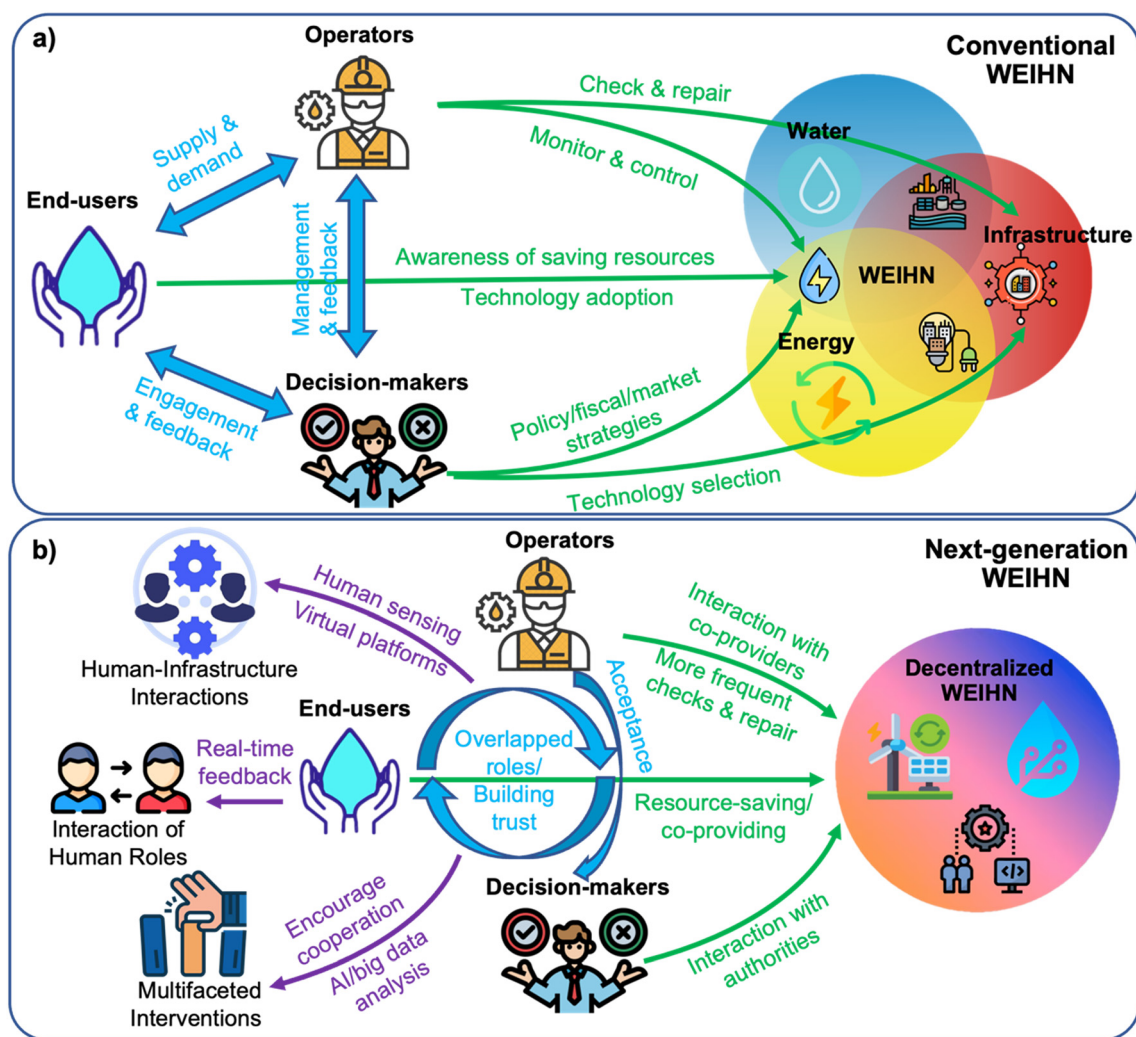 a)
Operators
Conventional
WEIHN
Check & repair
Monitor & control
Water
Supply &
demand
End-users
Management
& feedback
Awareness of saving resources
Technology adoption
Infrastructure
WEIHN
Energy
Engagement
& feedback
Decision-makers
Policy/fiscal/market
strategies
Technology selection
b)
Operators
Next-generation
WEIHN
Human sensing
Virtual platforms
Human-Infrastructure
Interactions
Interaction with
co-providers
More frequent
checks & repair
Acceptance
Decentralized
WEIHN
End-users
Real-time
feedback
Overlapped
roles/
Building
trust
Resource-saving/
co-providing
Interaction of
Human Roles
Encourage
cooperation
AI/big data
analysis
Decision-makers
Interaction with
authorities
Multifaceted
Interventions